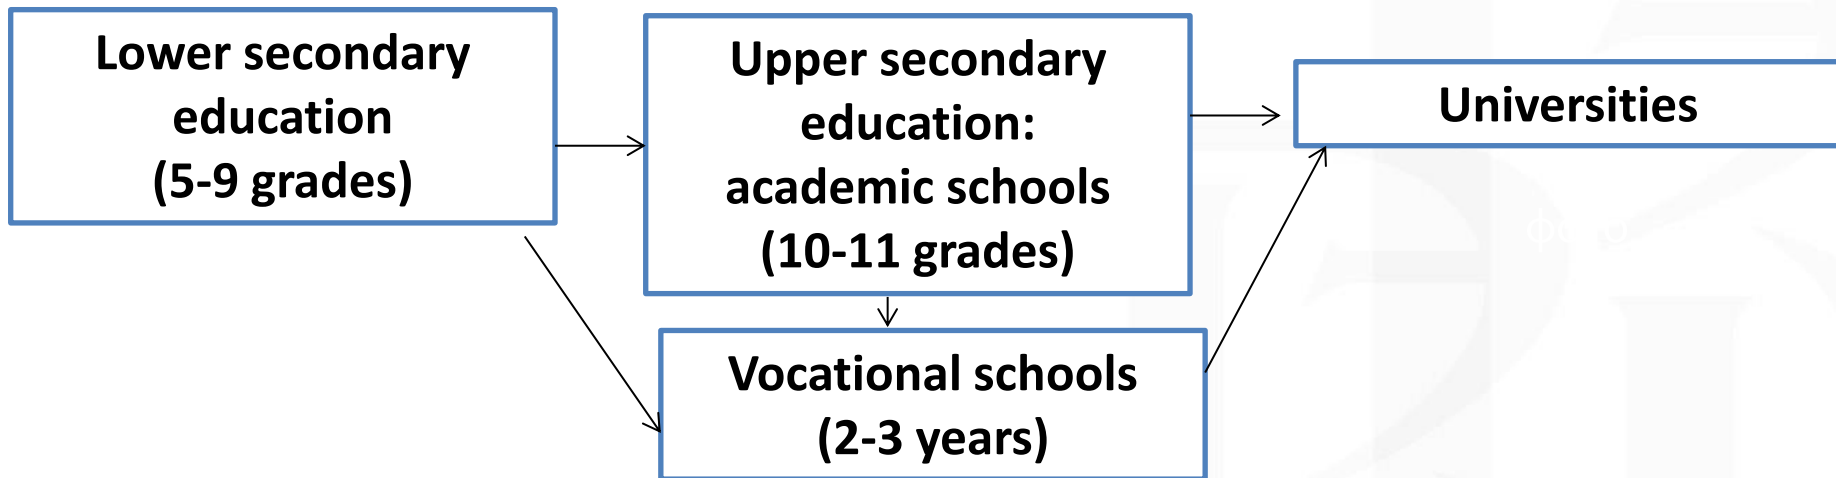 Lower secondary
education
(5-9 grades)
Upper secondary
education:
academic schools
(10-11 grades)
Universities
Vocational schools
(2-3 years)